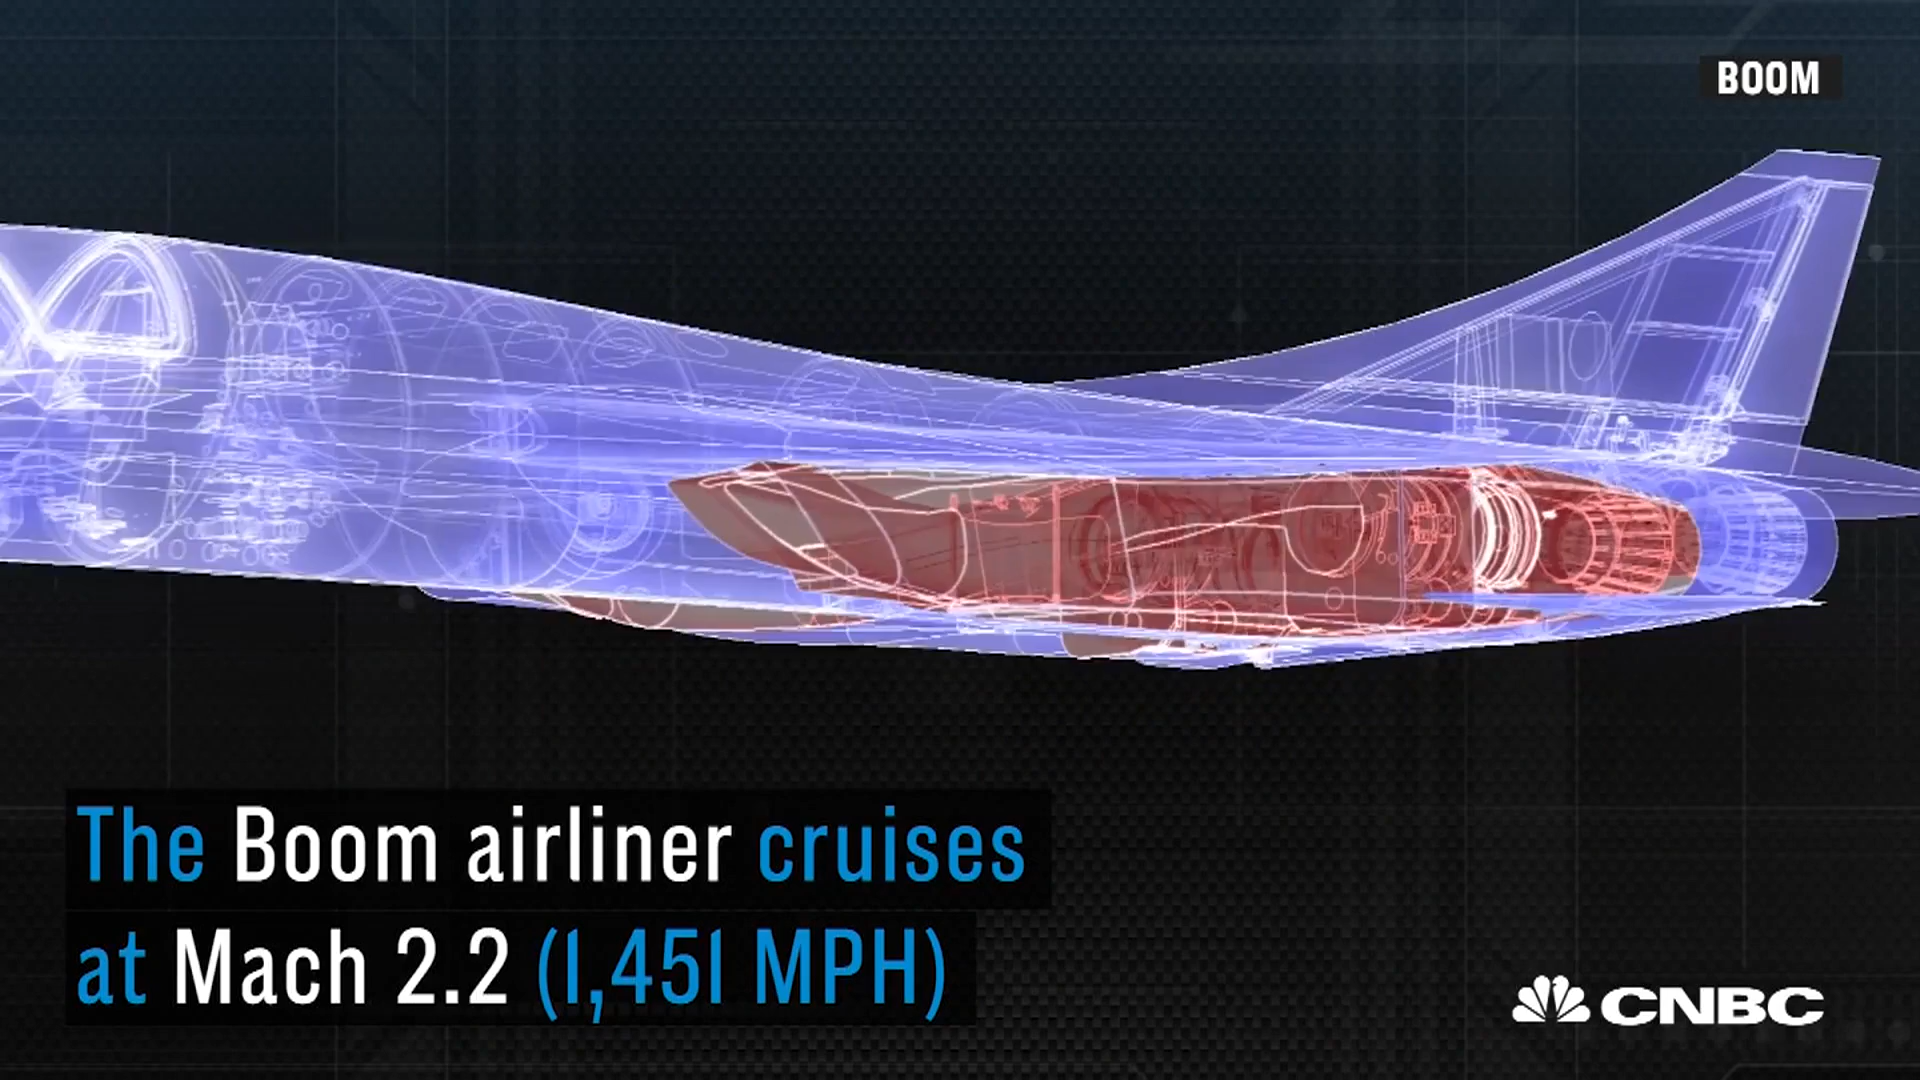 BOOM
The Boom airliner cruises
at Mach 2.2 (1,451 MPH)
CNBC